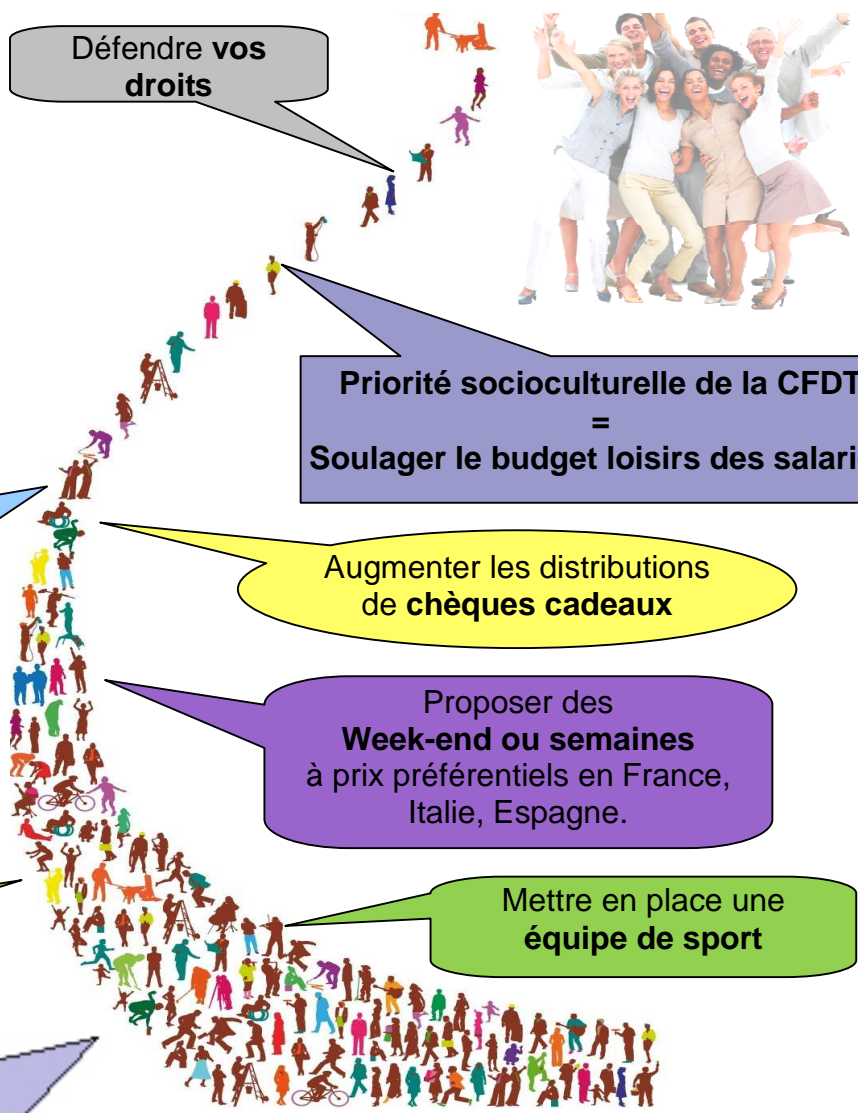 Défendre vos
droits
Priorité socioculturelle de la CFDT
=
Soulager le budget loisirs des salari
Augmenter les distributions
de chèques cadeaux
Proposer des
Week-end ou semaines
à prix préférentiels en France,
Italie, Espagne.
Mettre en place une
équipe de sport